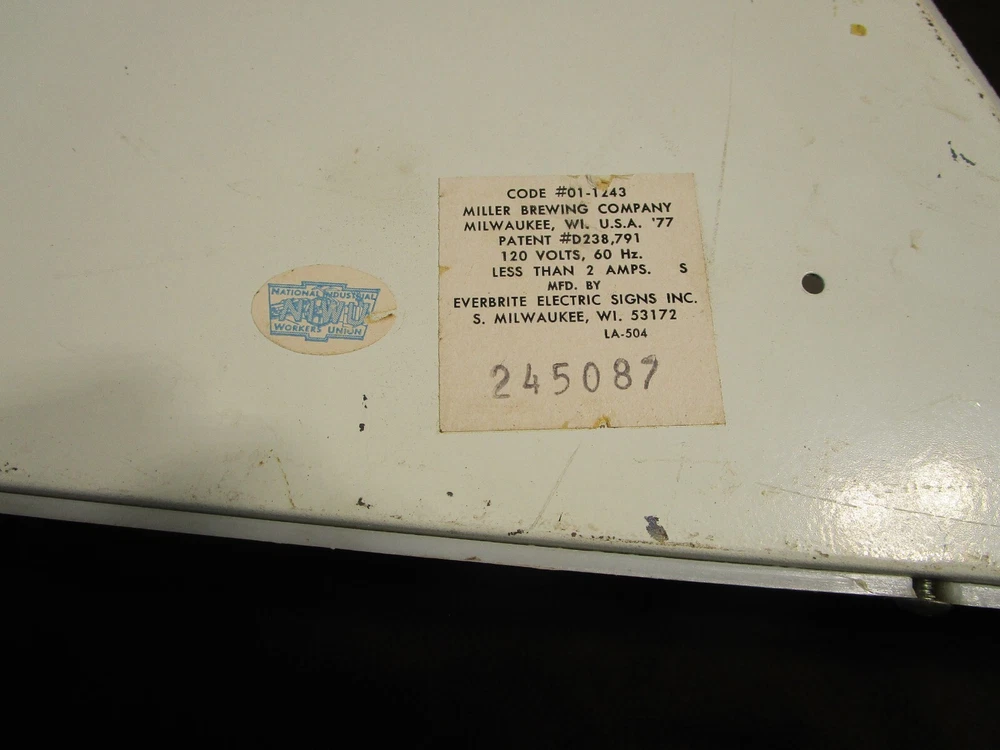 CODE #01-1243
MILLER BREWING COMPANY
MILWAUKEE, WI. U.S.A. '77
PATENT #D238,791
120 VOLTS, 60 Hz.
LESS THAN 2 AMPS. S
MFD. BY
EVERBRITE ELECTRIC SIGNS INC.
S. MILWAUKEE, WI. 53172
LA-504
245087
NATIONAL INDUSTRIAL
N.I.W.U.
WORKERS UNION